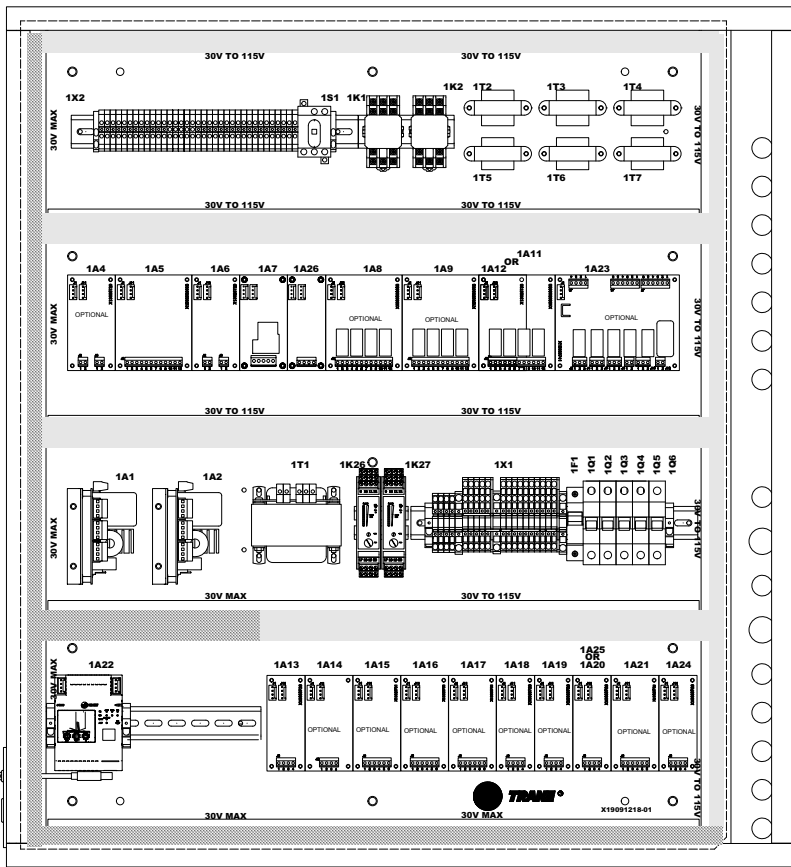 30V TO 115V 30V TO 115V
1X2 1S1 1K1 1K2 1T2 1T3 1T4
30V MAX
30V TO 115V
1T5 1T6 1T7
30V TO 115V 30V TO 115V
1A11
OR
1A4 1A5 1A6 1A7 1A26 1A8 1A9 1A12 1A23
OPTIONAL OPTIONAL OPTIONAL OPTIONAL
30V MAX
30V TO 115V
30V TO 115V 30V TO 115V
1A1 1A2 1T1 1K26 1K27 1X1 1F1 1Q1 1Q2 1Q3 1Q4 1Q5 1Q6
30V MAX
30V TO 115V
30V MAX 30V TO 115V
1A25
OR
1A22 1A13 1A14 1A15 1A16 1A17 1A18 1A19 1A20 1A21 1A24
30V MAX
OPTIONAL OPTIONAL OPTIONAL OPTIONAL OPTIONAL OPTIONAL OPTIONAL OPTIONAL OPTIONAL
30V TO 115V
TRANE
X19091218-01
30V MAX 30V MAX